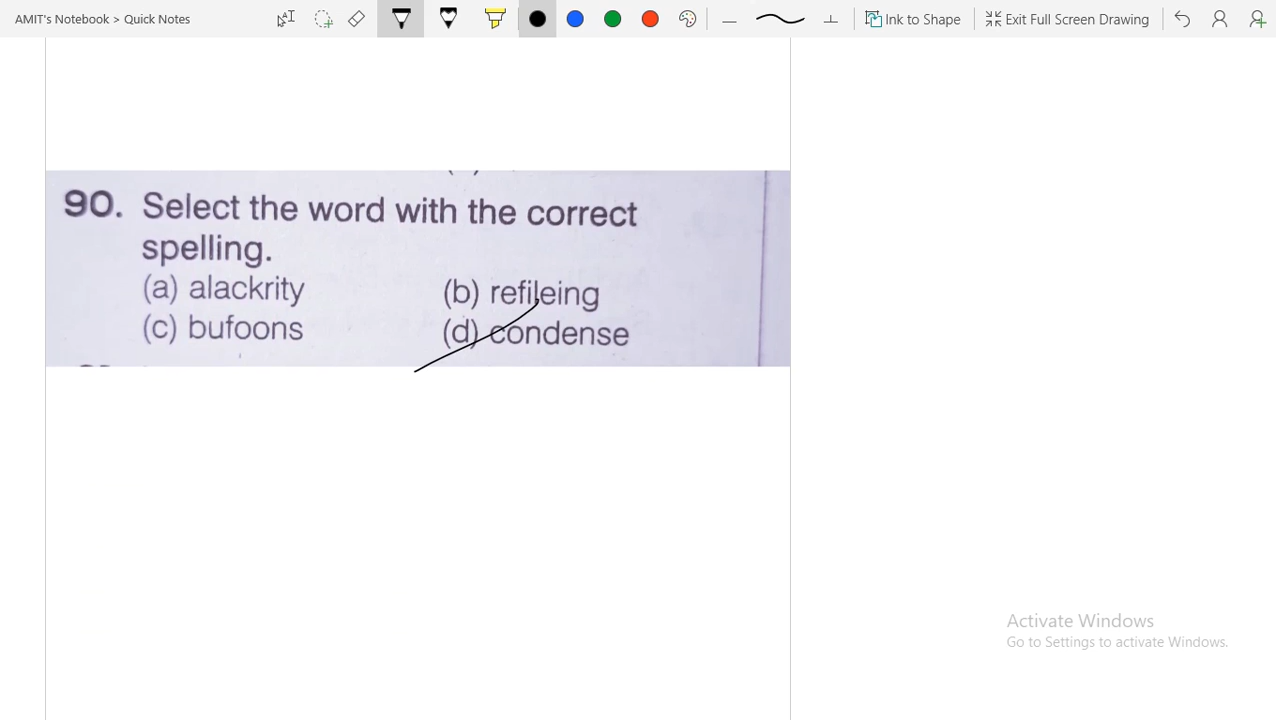 AMIT's Notebook > Quick Notes
Ink to Shape
Exit Full Screen Drawing
90. Select the word with the correct
spelling.
(a) alackrity (b) refileing
(c) bufoons (d) condense
Activate Windows
Go to Settings to activate Windows.